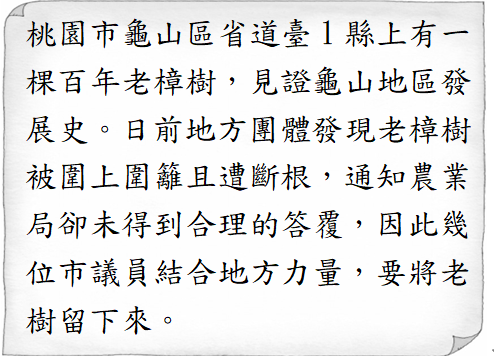 桃園市龜山區省道臺1縣上有一
棵百年老樟樹，見證龜山地區發
展史。日前地方團體發現老樟樹
被圍上圍籬且遭斷根，通知農業
局卻未得到合理的答覆，因此幾
位市議員結合地方力量，要將老
樹留下來。